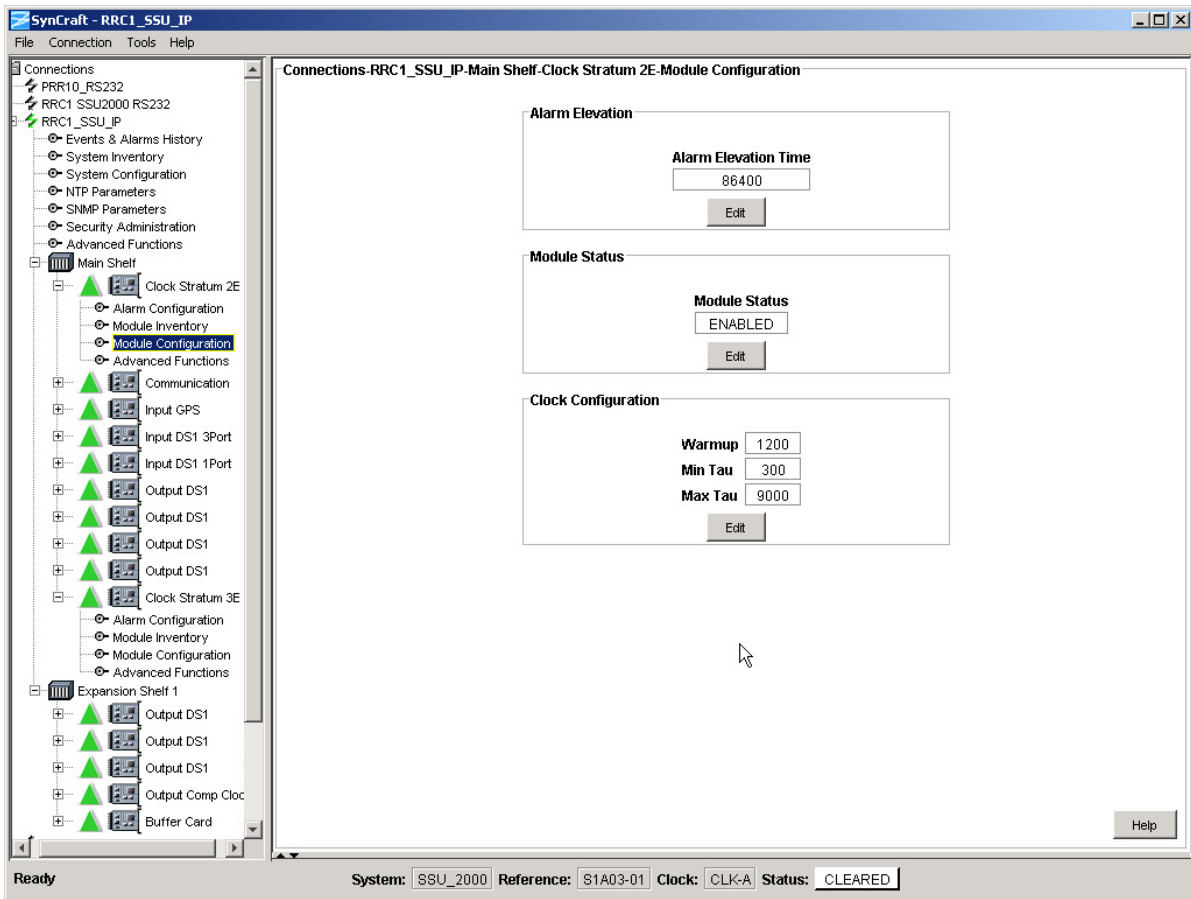 SynCraft - RRC1_SSU_IP
File Connection Tools Help
Connections
PRR10_RS232
RRC1 SSU2000 RS232
RRC1_SSU_IP
Events & Alarms History
System Inventory
System Configuration
NTP Parameters
SNMP Parameters
Security Administration
Advanced Functions
Main Shelf
Clock Stratum 2E
Alarm Configuration
Module Inventory
Module Configuration
Advanced Functions
Communication
Input GPS
Input DS1 3Port
Input DS1 1Port
Output DS1
Output DS1
Output DS1
Output DS1
Clock Stratum 3E
Alarm Configuration
Module Inventory
Module Configuration
Advanced Functions
Expansion Shelf 1
Output DS1
Output DS1
Output DS1
Output Comp Cloc
Buffer Card
Connections-RRC1_SSU_IP-Main Shelf-Clock Stratum 2E-Module Configuration
Alarm Elevation
Alarm Elevation Time
86400
Edit
Module Status
Module Status
ENABLED
Edit
Clock Configuration
Warmup 1200
Min Tau 300
Max Tau 9000
Edit
Help
Ready System: SSU_2000 Reference: S1A03-01 Clock: CLK-A Status: CLEARED